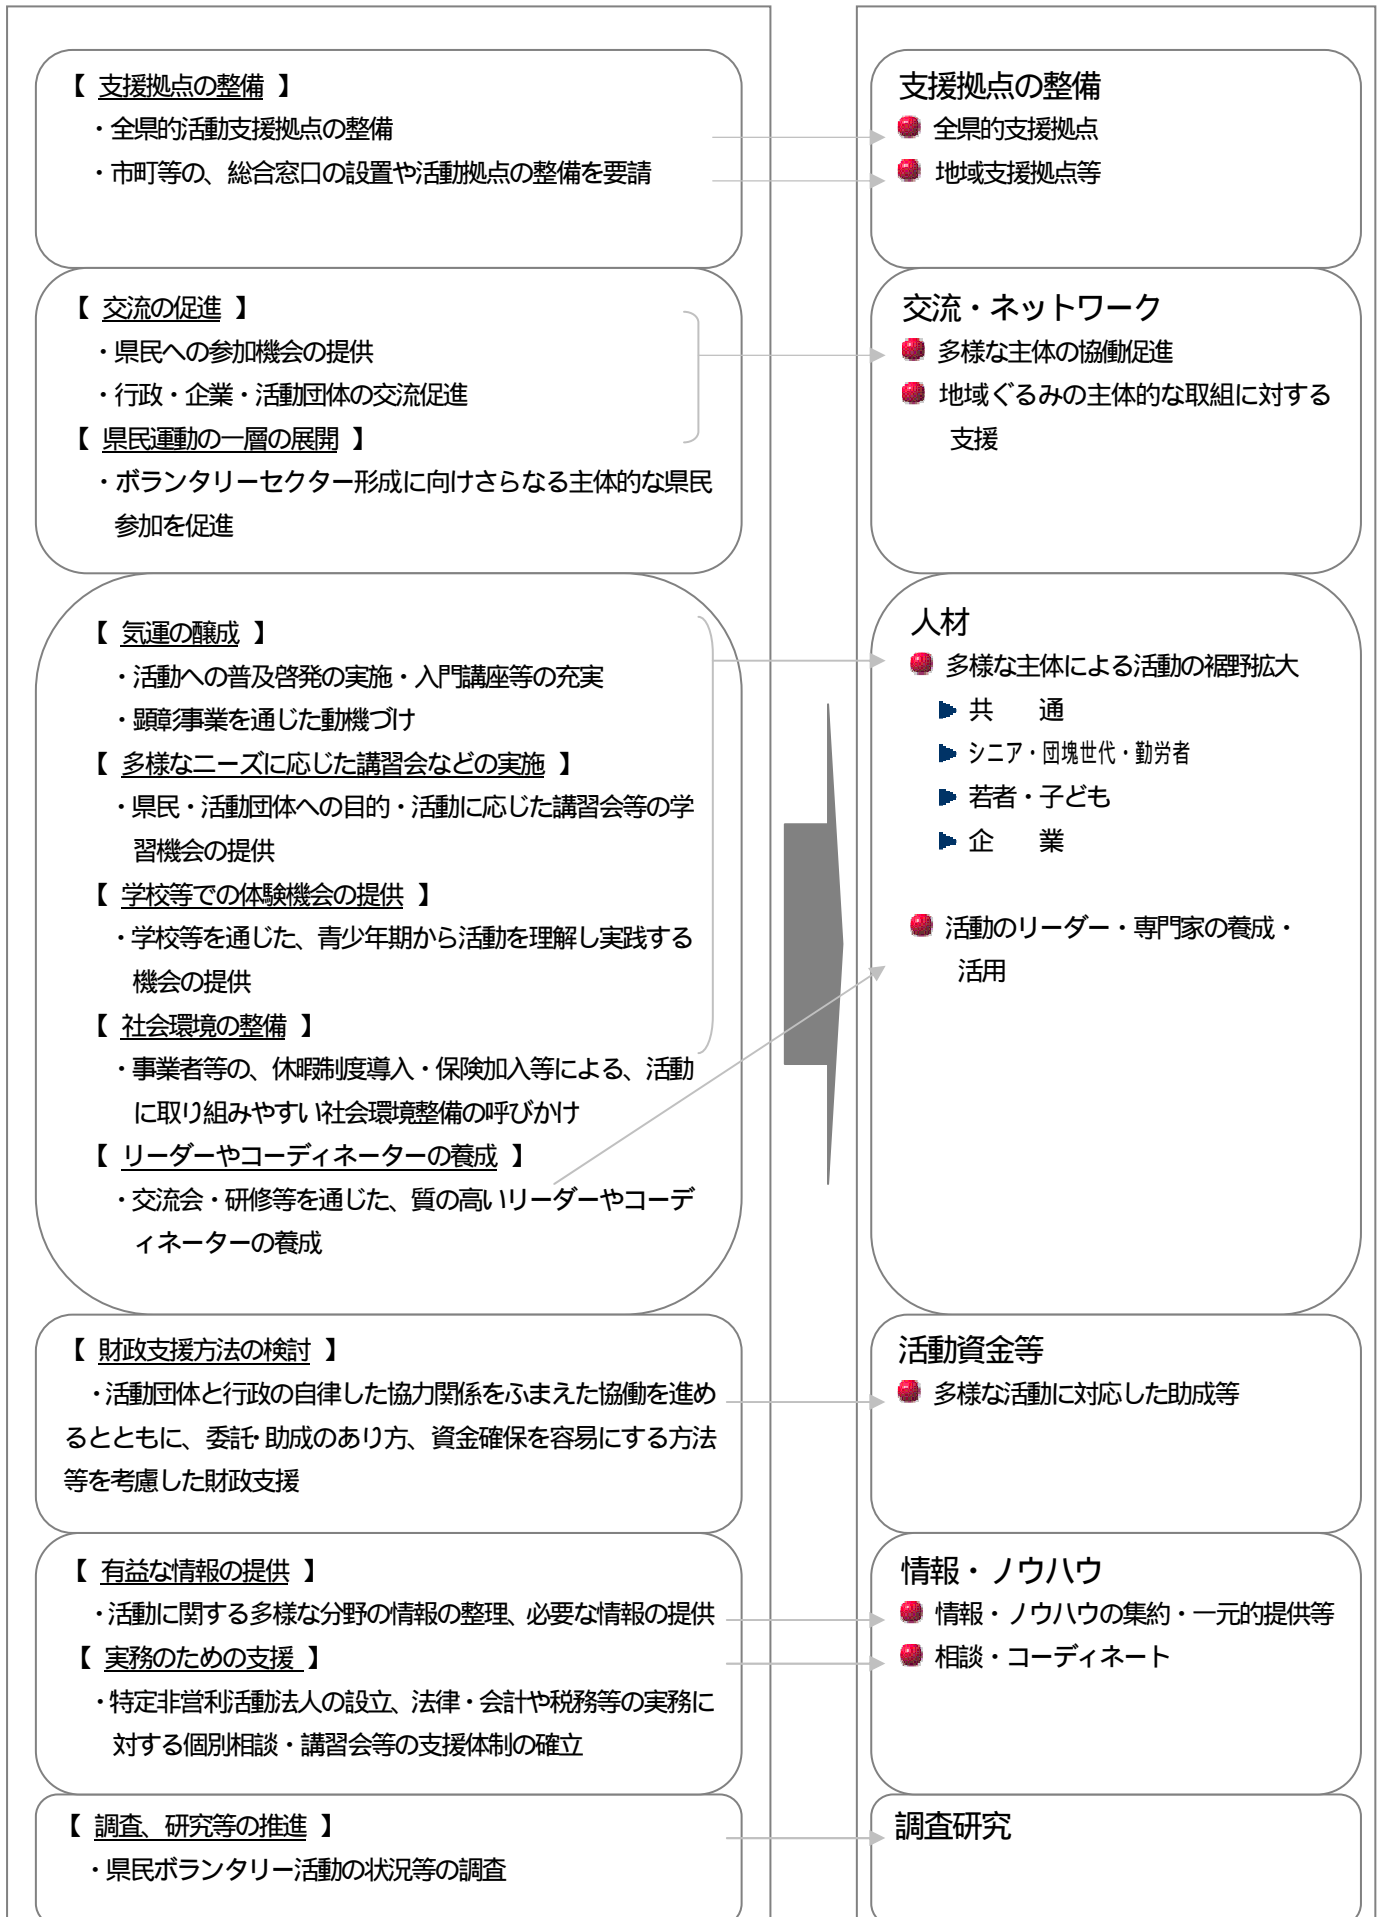 【 支援拠点の整備 】
・全県的活動支援拠点の整備
・市町等の、総合窓口の設置や活動拠点の整備を要請
【 交流の促進 】
・県民への参加機会の提供
・行政・企業・活動団体の交流促進
【 県民運動の一層の展開 】
・ボランタリーセクター形成に向けさらなる主体的な県民
参加を促進
【 気運の醸成 】
・活動への普及啓発の実施・入門講座等の充実
・顕彰事業を通じた動機づけ
【 多様なニーズに応じた講習会などの実施 】
・県民・活動団体への目的・活動に応じた講習会等の学
習機会の提供
【 学校等での体験機会の提供 】
・学校等を通じた、青少年期から活動を理解し実践する
機会の提供
【 社会環境の整備 】
・事業者等の、休暇制度導入・保険加入等による、活動
に取り組みやすい社会環境整備の呼びかけ
【 リーダーやコーディネーターの養成 】
・交流会・研修等を通じた、質の高いリーダーやコーデ
ィネーターの養成
【 財政支援方法の検討 】
・活動団体と行政の自律した協力関係をふまえた協働を進め
るとともに、委託・助成のあり方、資金確保を容易にする方法
等を考慮した財政支援
【 有益な情報の提供 】
・活動に関する多様な分野の情報の整理、必要な情報の提供
【 実務のための支援 】
・特定非営利活動法人の設立、法律・会計や税務等の実務に
対する個別相談・講習会等の支援体制の確立
【 調査、研究等の推進 】
・県民ボランタリー活動の状況等の調査
支援拠点の整備
全県的支援拠点
地域支援拠点等
交流・ネットワーク
多様な主体の協働促進
地域ぐるみの主体的な取組に対する
支援
人材
多様な主体による活動の裾野拡大
共　通
シニア・団塊世代・勤労者
若者・子ども
企　業
活動のリーダー・専門家の養成・
活用
活動資金等
多様な活動に対応した助成等
情報・ノウハウ
情報・ノウハウの集約・一元的提供等
相談・コーディネート
調査研究